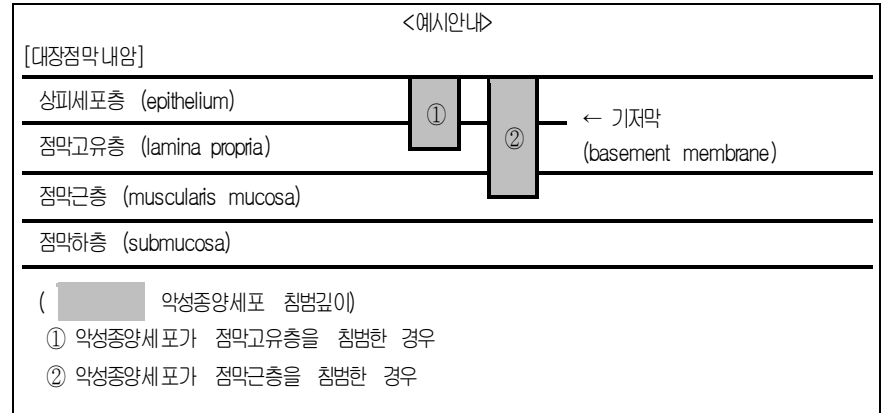 <예시안내>
[대장점막내암]
상피세포층 (epithelium)
①
② ← 기저막
점막고유층 (lamina propria)
(basement membrane)
점막근층 (muscularis mucosa)
점막하층 (submucosa)
( 악성종양세포 침범깊이)
① 악성종양세포가 점막고유층을 침범한 경우
② 악성종양세포가 점막근층을 침범한 경우